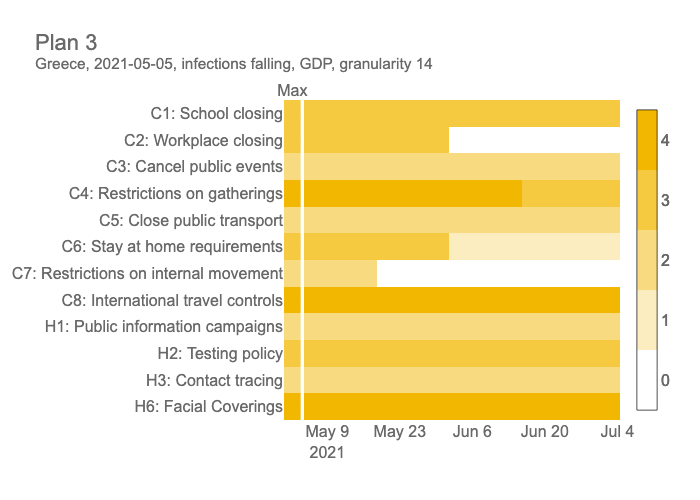 Plan 3
Greece, 2021-05-05, infections falling, GDP, granularity 14
Max
C1: School closing
C2: Workplace closing
C3: Cancel public events
C4: Restrictions on gatherings
C5: Close public transport
C6: Stay at home requirements
C7: Restrictions on internal movement
C8: International travel controls
H1: Public information campaigns
H2: Testing policy
H3: Contact tracing
H6: Facial Coverings
May 9 May 23 Jun 6 Jun 20 Jul 4
2021
4
3
2
1
0